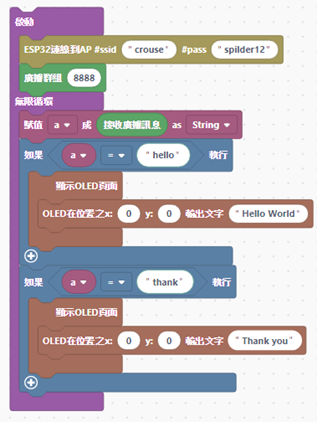 啟動
ESP32連線到AP #ssid "crouse" #pass "spilder12"
廣播群組 8888
無限循環
賦值 a 成 接收廣播訊息 as String
如果 a = "hello" 執行
顯示OLED頁面
OLED在位置之x: 0 y: 0 輸出文字 "Hello World"
如果 a = "thank" 執行
顯示OLED頁面
OLED在位置之x: 0 y: 0 輸出文字 "Thank you"